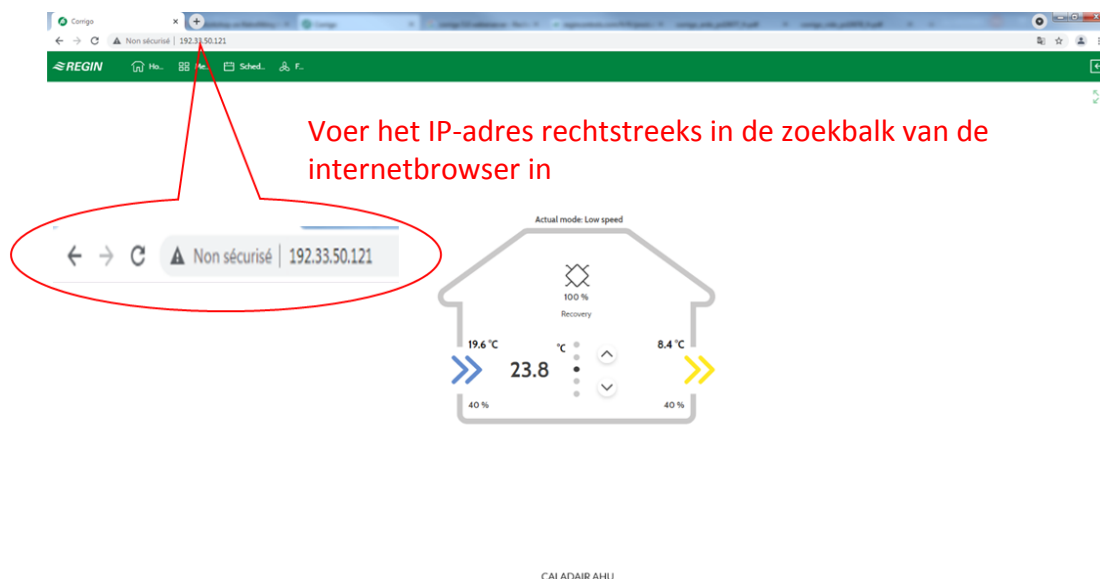 Corrigo
Corrigo
Non sécurisé | 192.33.50.121
REGIN Ho... Me... Sched... F...
Voer het IP-adres rechtstreeks in de zoekbalk van de
internetbrowser in
Actual mode: Low speed
Non sécurisé | 192.33.50.121
100 %
Recovery
19.6 °C
°C
8.4 °C
23.8
40 %
40 %
CALADAIR AHU